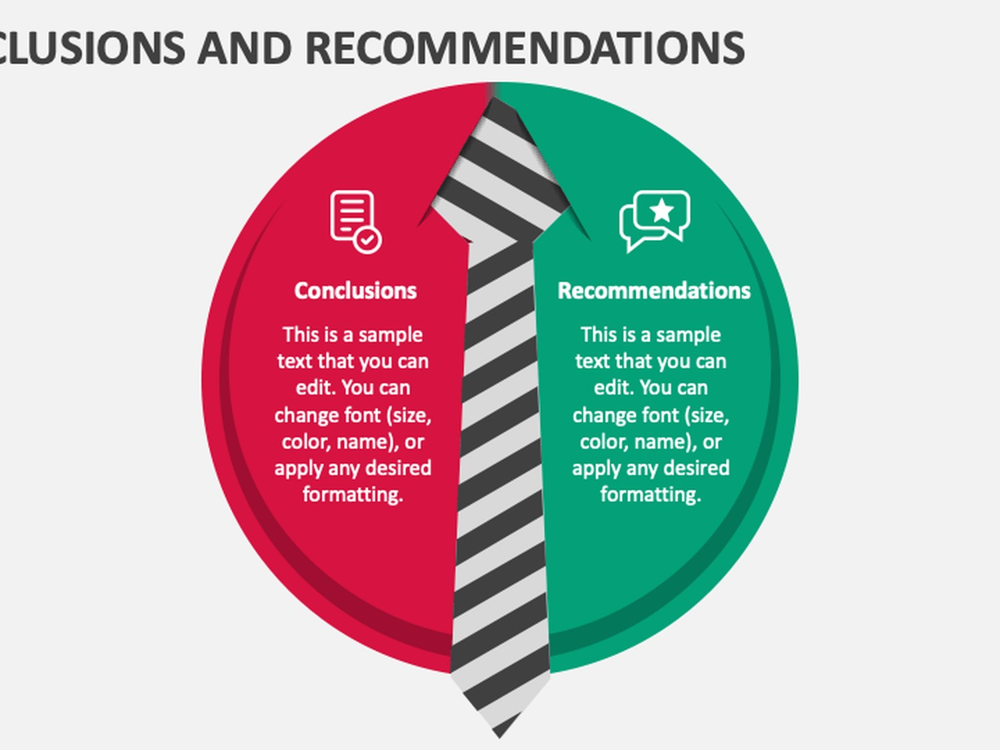 CLUSIONS AND RECOMMENDATIONS
Conclusions
This is a sample
text that you can
edit. You can
change font (size,
color, name), or
apply any desired
formatting.
Recommendations
This is a sample
text that you can
edit. You can
change font (size,
color, name), or
apply any desired
formatting.